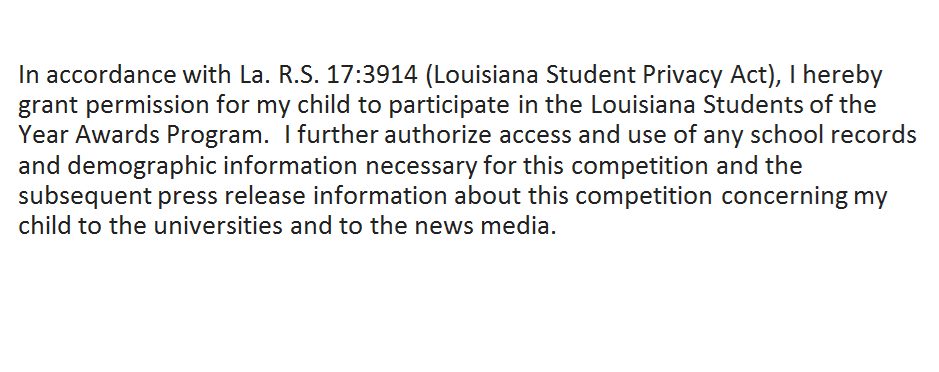 In accordance with La. R.S. 17:3914 (Louisiana Student Privacy Act), I hereby
grant permission for my child to participate in the Louisiana Students of the
Year Awards Program.  I further authorize access and use of any school records
and demographic information necessary for this competition and the
subsequent press release information about this competition concerning my
child to the universities and to the news media.